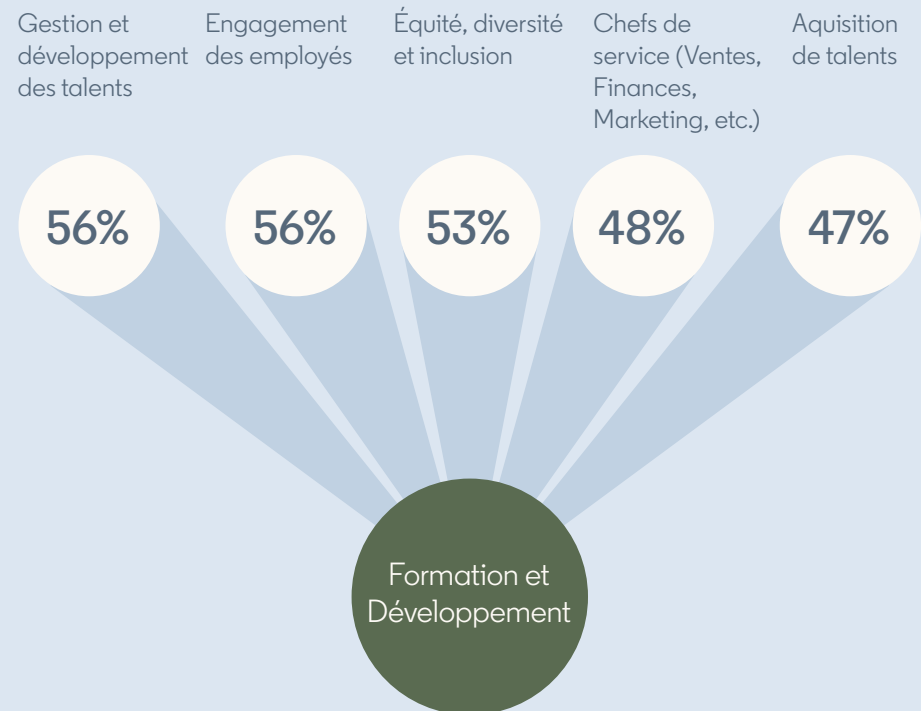 Gestion et
développement
des talents
Engagement
des employés
Équité, diversité
et inclusion
Chefs de
service (Ventes,
Finances,
Marketing, etc.)
Aquisition
de talents
56%
56%
53%
48%
47%
Formation et
Développement